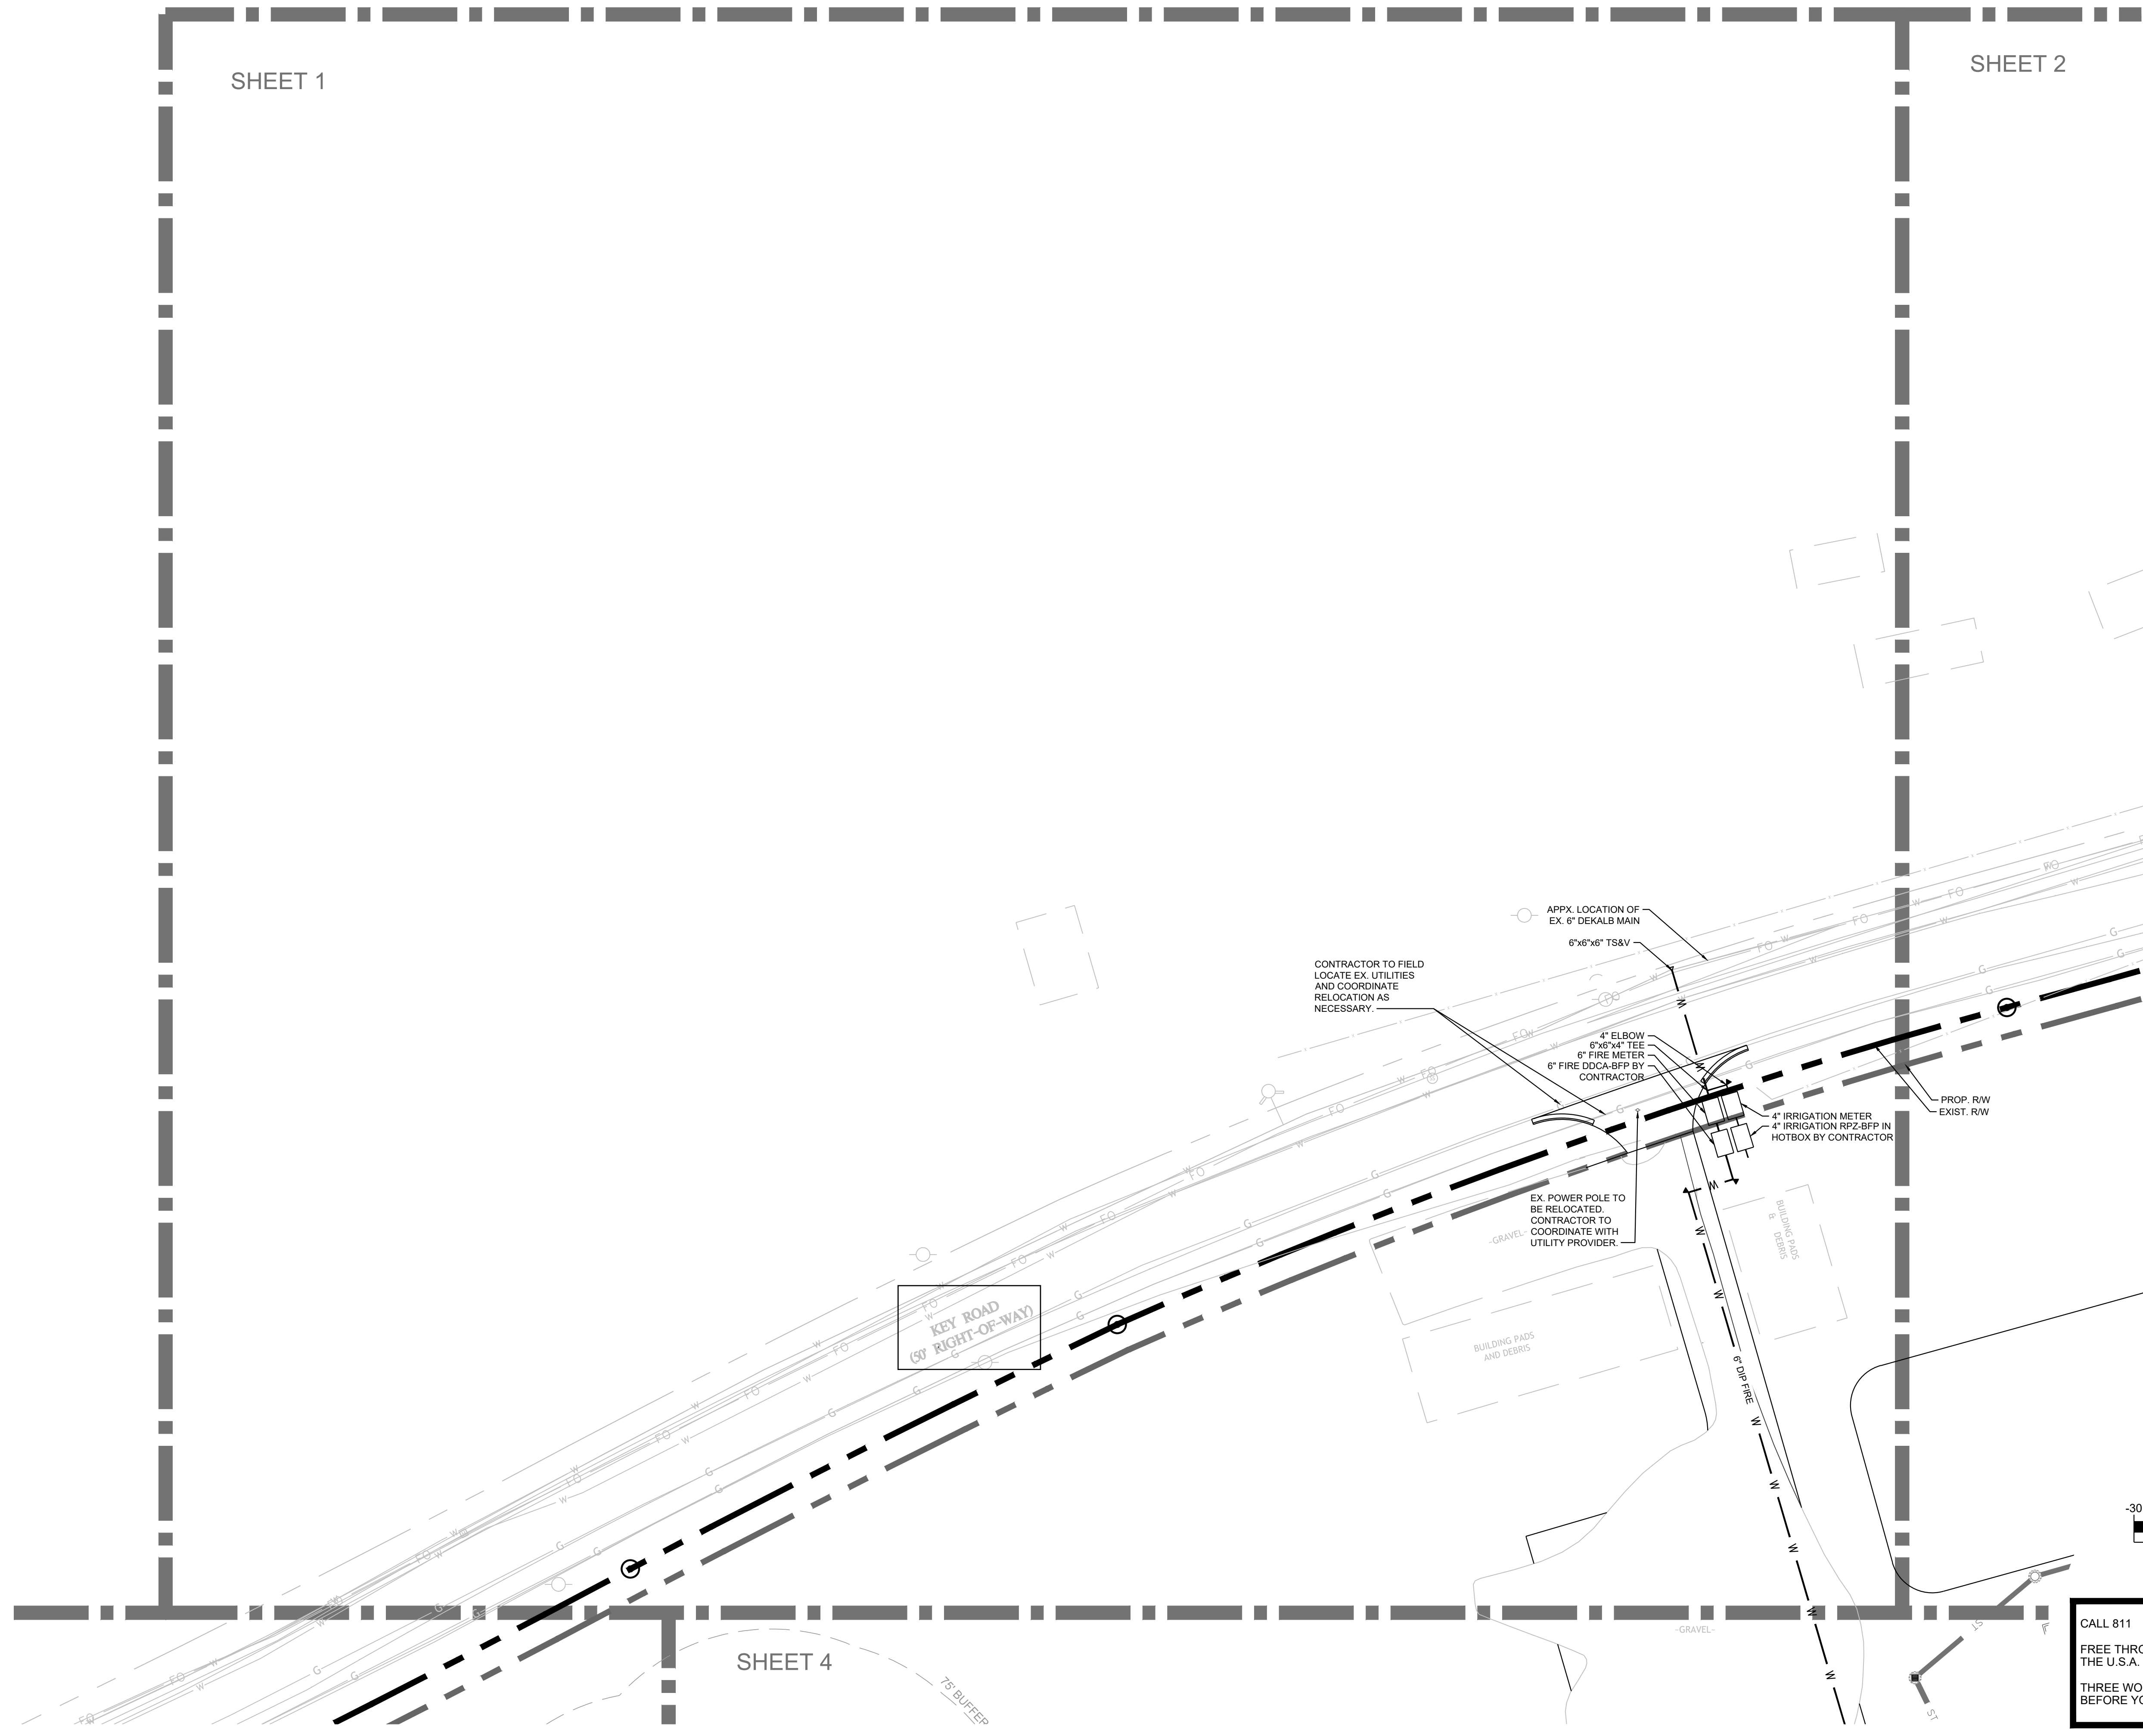 SHEET 1
SHEET 2
APPX. LOCATION OF
EX. 6" DEKALB MAIN
6"x6"x6" TS&V
CONTRACTOR TO FIELD
LOCATE EX. UTILITIES
AND COORDINATE
RELOCATION AS
NECESSARY.
4" ELBOW
6"x6"x4" TEE
6" FIRE METER
6" FIRE DDCA-BFP BY
CONTRACTOR
PROP. R/W
EXIST. R/W
4" IRRIGATION METER
4" IRRIGATION RPZ-BFP IN
HOTBOX BY CONTRACTOR
EX. POWER POLE TO
BE RELOCATED.
CONTRACTOR TO
COORDINATE WITH
UTILITY PROVIDER.
-GRAVEL-
BUILDING PADS
&
DEBRIS
KEY ROAD
(50' RIGHT-OF-WAY)
BUILDING PADS
AND DEBRIS
6" DIP FIRE
-30
-GRAVEL-
SHEET 4
75' BUFFER
ST
ST
CALL 811
FREE THRO
THE U.S.A.
THREE WO
BEFORE YO